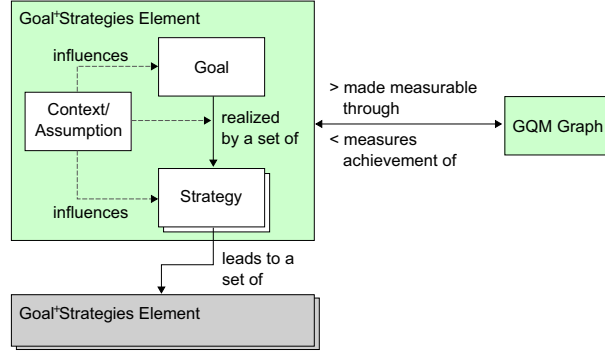 Goal⁺Strategies Element
influences
Goal
> made measurable
through
Context/
Assumption
realized
by a set of
< measures
achievement of
GQM Graph
Strategy
influences
leads to a
set of
Goal⁺Strategies Element